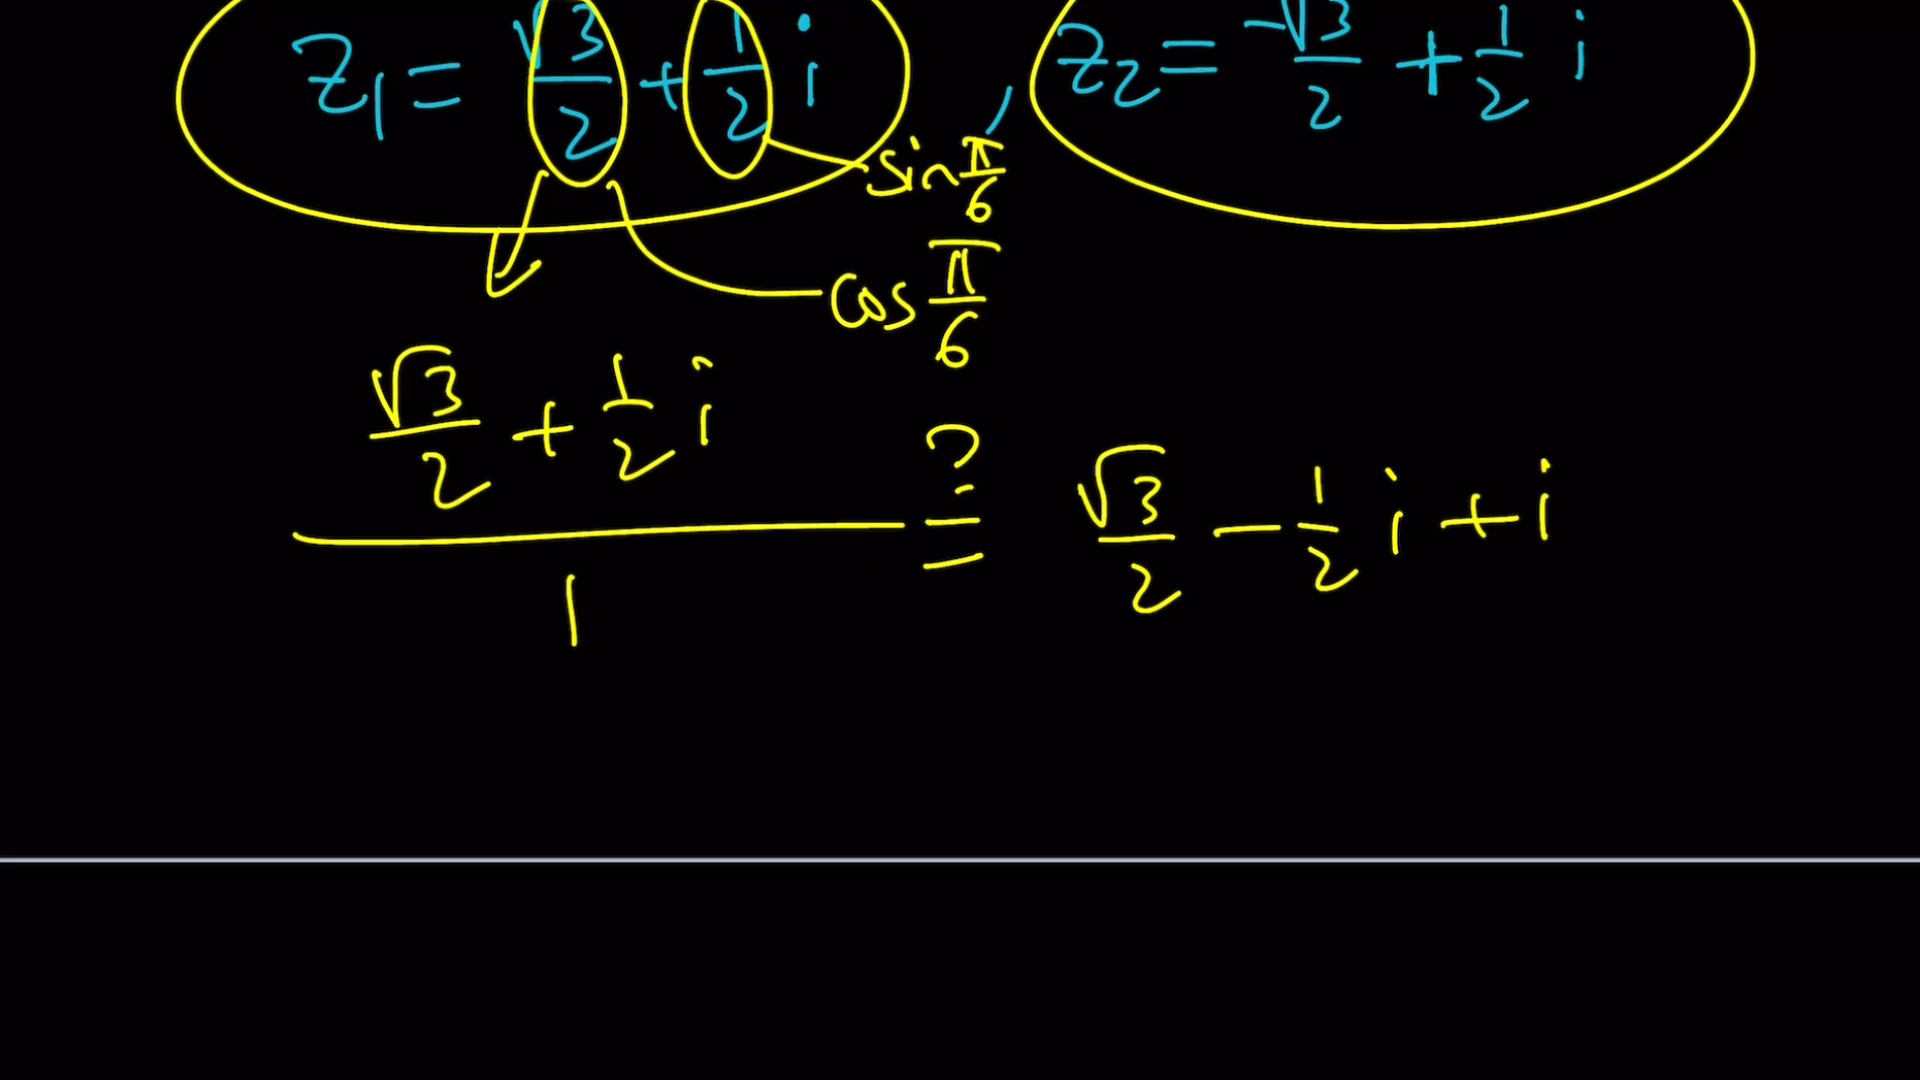 z₁ = √3/2 + 1/2 i , z₂ = -√3/2 + 1/2 i
sin π/6
cos π/6
(√3/2 + 1/2 i)/1 ?= √3/2 - 1/2 i + i